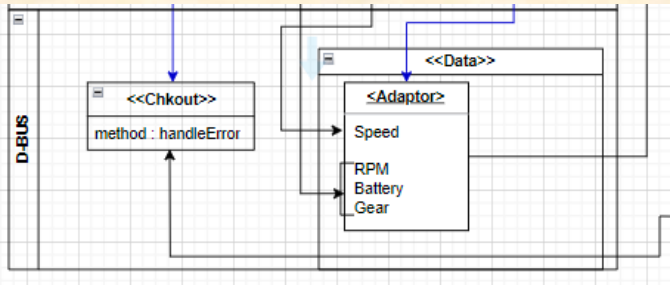 D-BUS
<<Chkout>>
method : handleError
<<Data>>
<Adaptor>
Speed
RPM
Battery
Gear